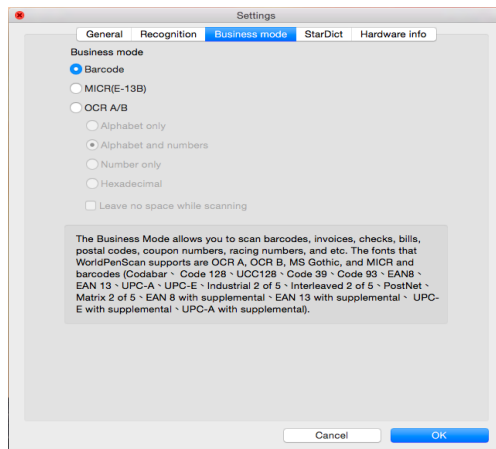 Settings
General Recognition Business mode StarDict Hardware info
Business mode
Barcode
MICR(E-13B)
OCR A/B
Alphabet only
Alphabet and numbers
Number only
Hexadecimal
Leave no space while scanning
The Business Mode allows you to scan barcodes, invoices, checks, bills,
postal codes, coupon numbers, racing numbers, and etc. The fonts that
WorldPenScan supports are OCR A, OCR B, MS Gothic, and MICR and
barcodes (Codabar、 Code 128、UCC128、Code 39、Code 93、EAN8、
EAN 13、UPC-A、UPC-E、Industrial 2 of 5、Interleaved 2 of 5、PostNet、
Matrix 2 of 5、EAN 8 with supplemental、EAN 13 with supplemental、 UPC-
E with supplemental、UPC-A with supplemental).
Cancel OK